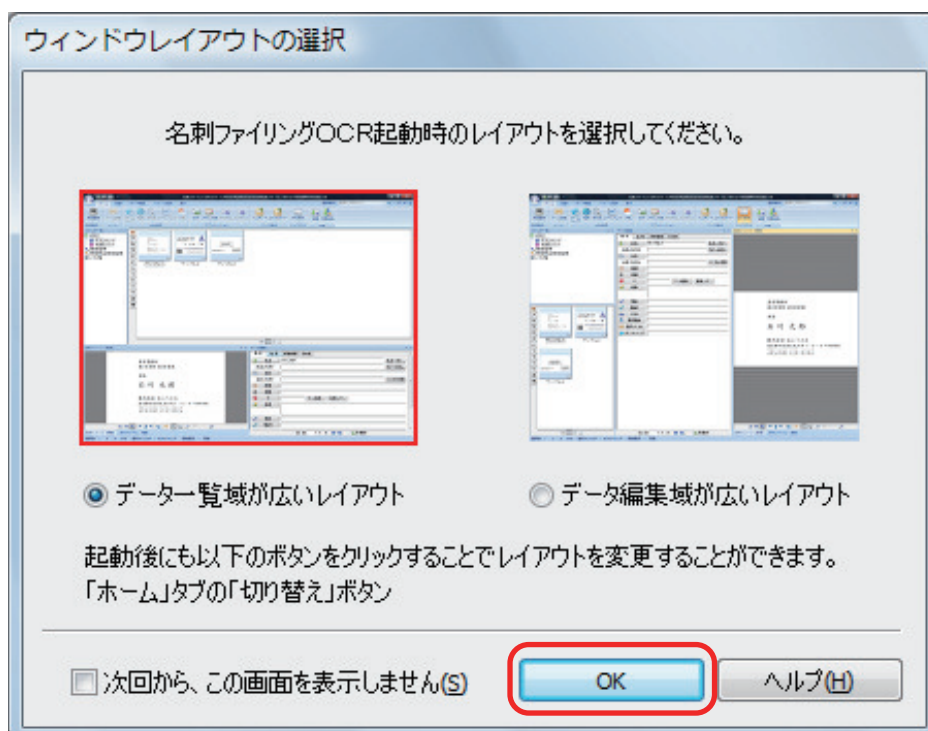 ウィンドウレイアウトの選択
名刺ファイリングOCR起動時のレイアウトを選択してください。
データ一覧域が広いレイアウト
データ編集域が広いレイアウト
起動後にも以下のボタンをクリックすることでレイアウトを変更することができます。
「ホーム」タブの「切り替え」ボタン
次回から、この画面を表示しません(S)
OK
ヘルプ(H)